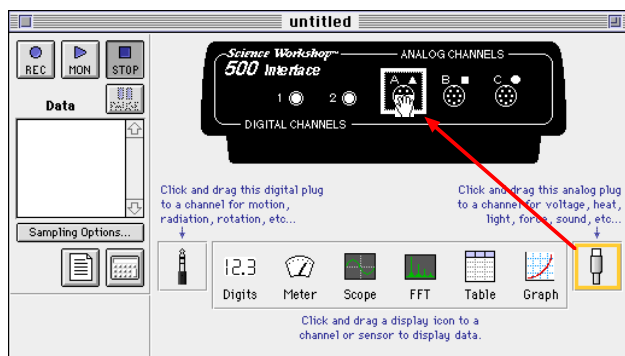 untitled
REC MON STOP
Data
Sampling Options...
Science Workshop™
500 Interface
ANALOG CHANNELS
A B C
1 2
DIGITAL CHANNELS
Click and drag this digital plug
to a channel for motion,
radiation, rotation, etc...
Click and drag this analog plug
to a channel for voltage, heat,
light, force, sound, etc...
12.3
Digits Meter Scope FFT Table Graph
Click and drag a display icon to a
channel or sensor to display data.